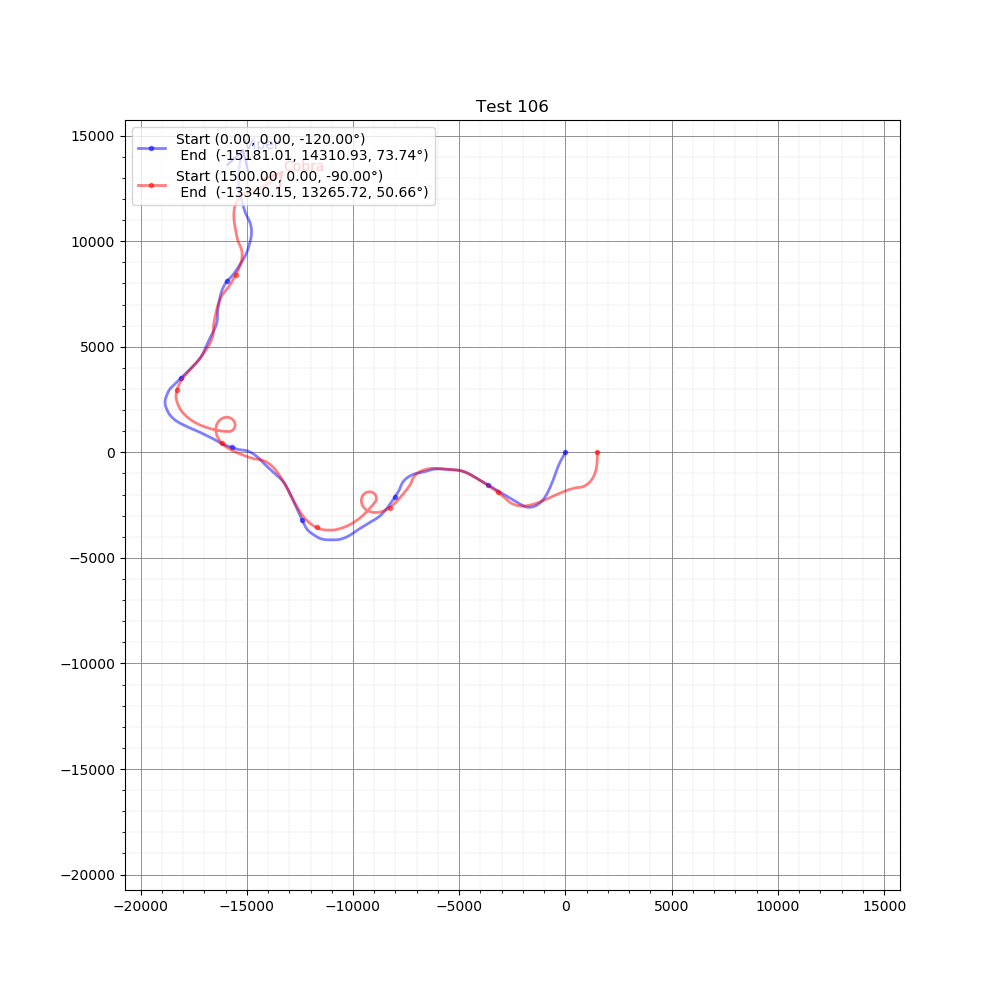 Test 106
Start (0.00, 0.00, -120.00°)
End (-15181.01, 14310.93, 73.74°)
Start (1500.00, 0.00, -90.00°)
End (-13340.15, 13265.72, 50.66°)
Cobra
15000
10000
5000
0
−5000
−10000
−15000
−20000
−20000 −15000 −10000 −5000 0 5000 10000 15000